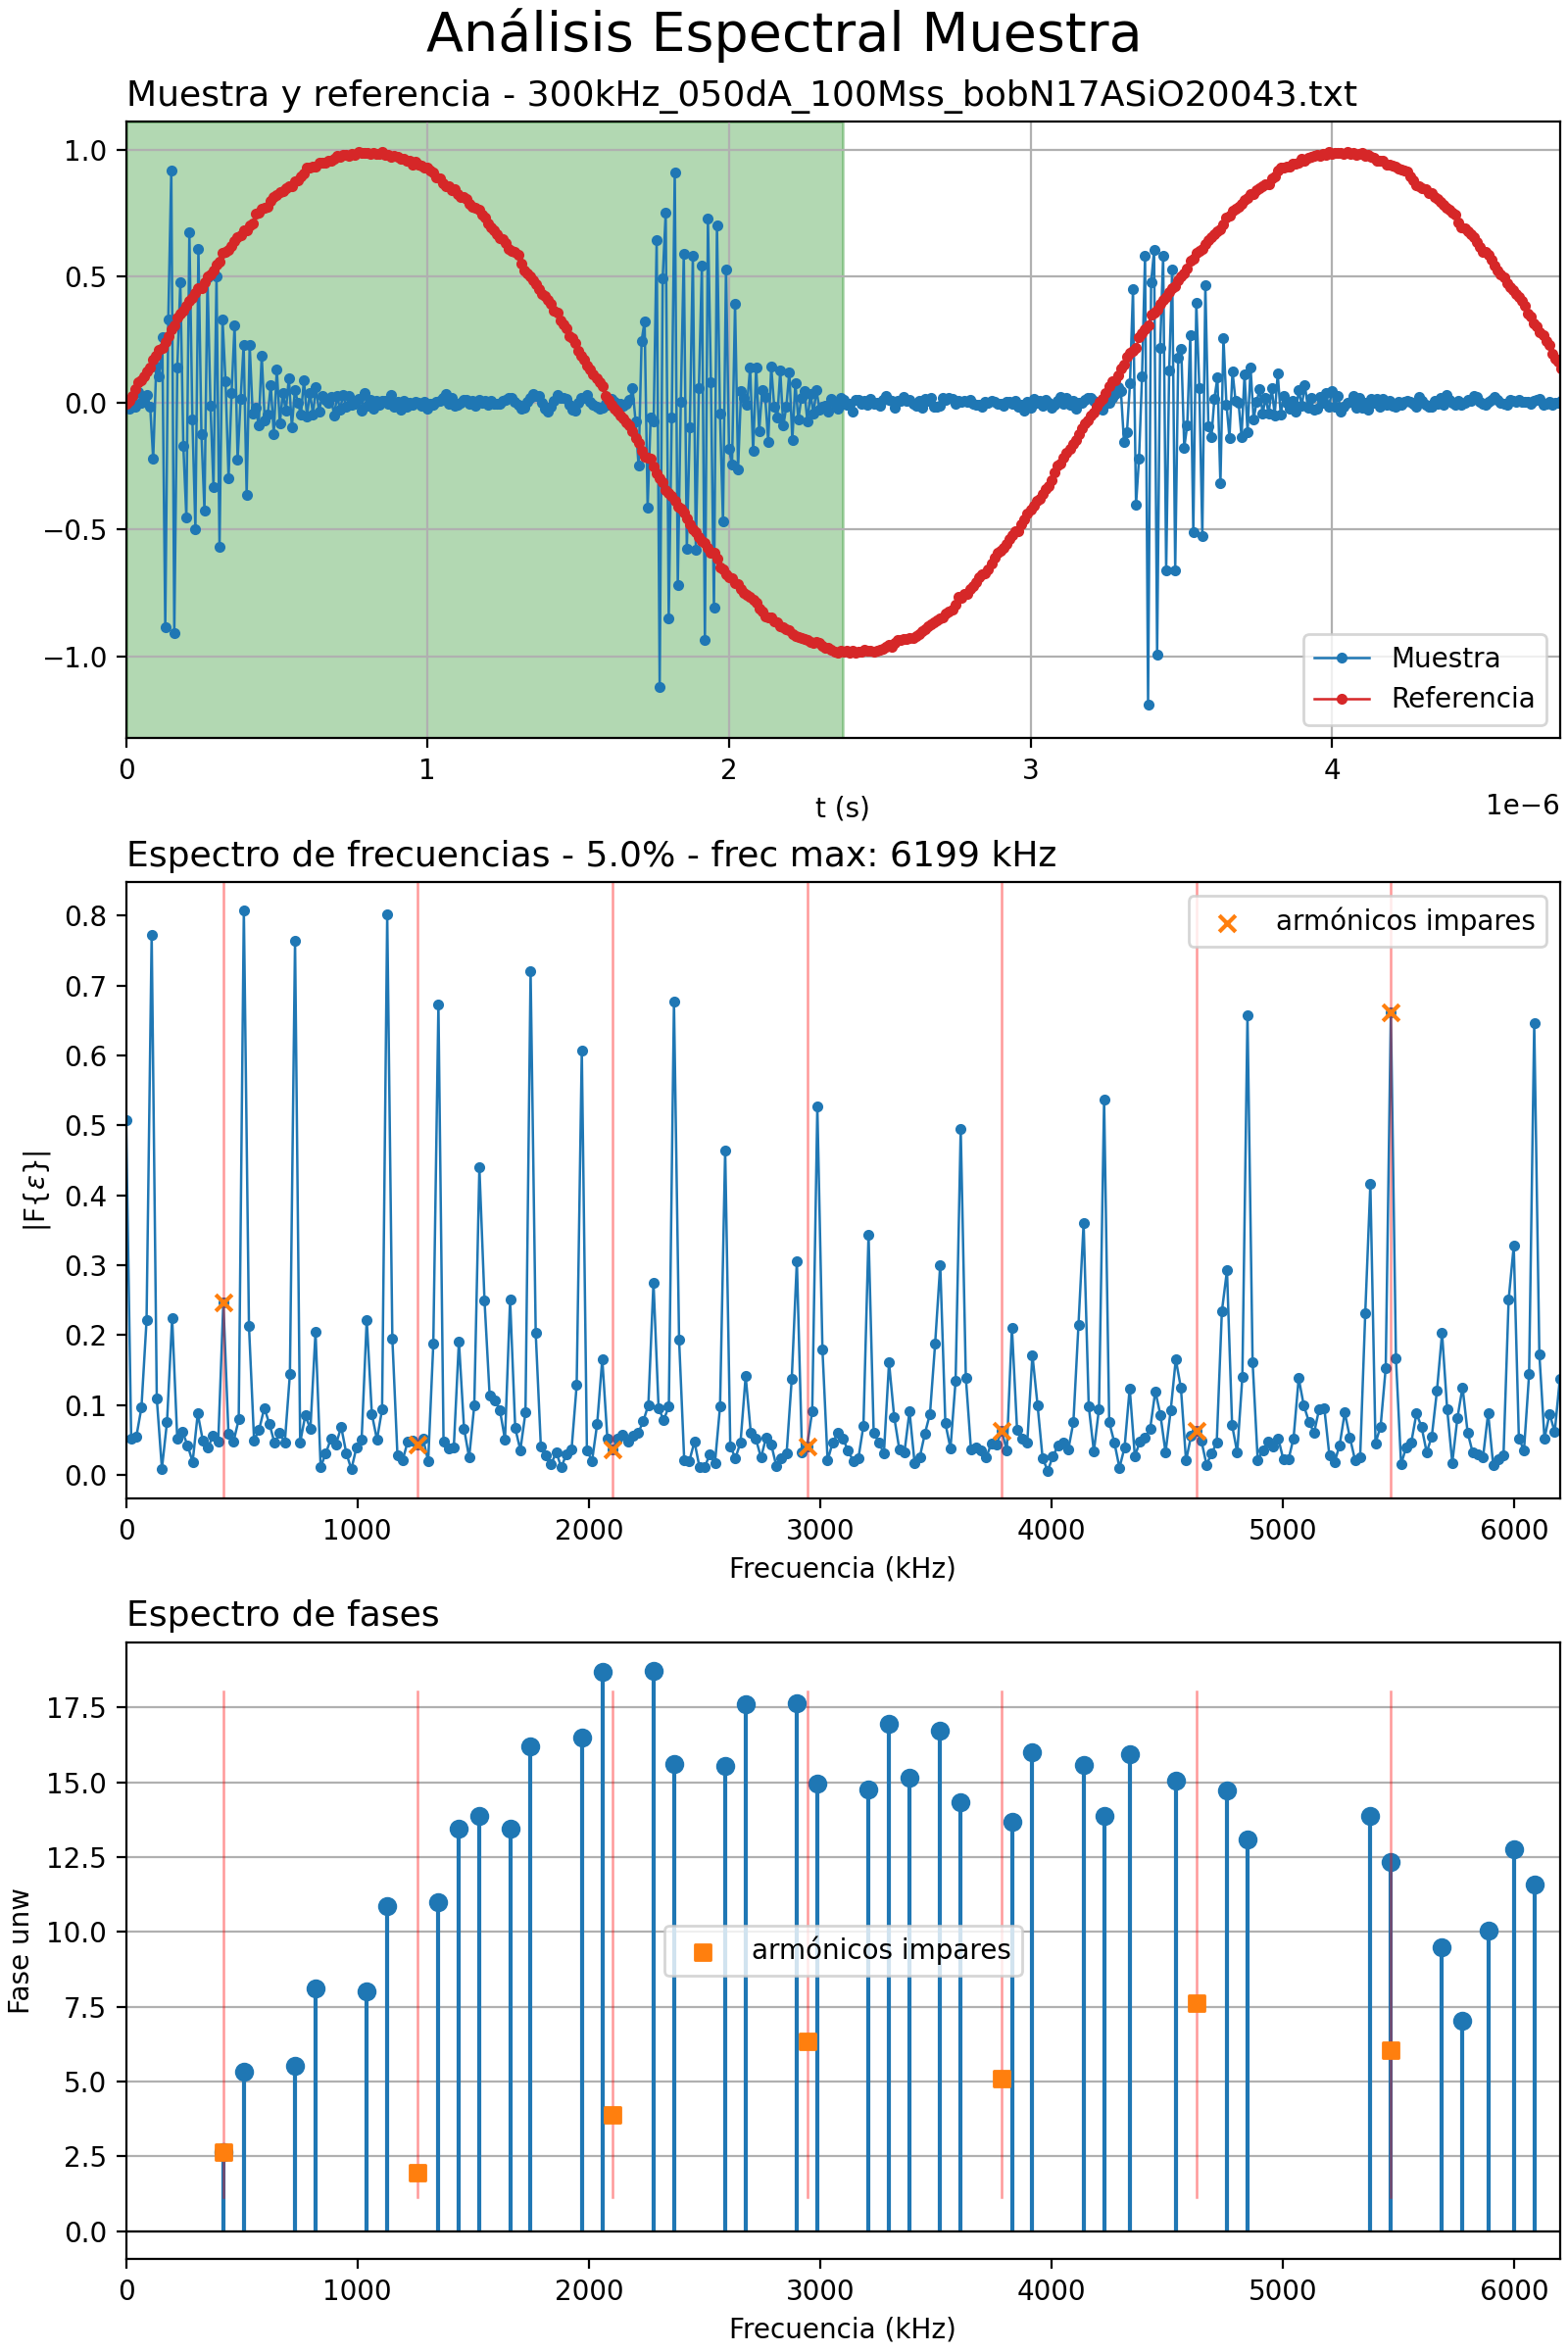 Análisis Espectral Muestra
Muestra y referencia - 300kHz_050dA_100Mss_bobN17ASiO20043.txt
1.0
0.5
0.0
−0.5
−1.0
Muestra
Referencia
0 1 2 3 4
t (s)
1e−6
Espectro de frecuencias - 5.0% - frec max: 6199 kHz
armónicos impares
0.8
0.7
0.6
0.5
0.4
0.3
0.2
0.1
0.0
|F{ε}|
0 1000 2000 3000 4000 5000 6000
Frecuencia (kHz)
Espectro de fases
17.5
15.0
12.5
10.0
7.5
5.0
2.5
0.0
Fase unw
armónicos impares
0 1000 2000 3000 4000 5000 6000
Frecuencia (kHz)